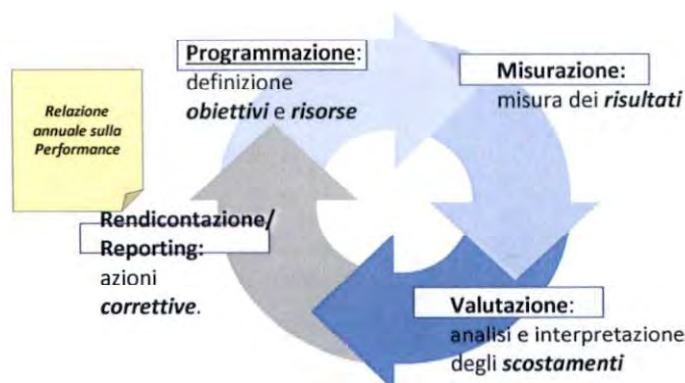 Programmazione:
definizione
obiettivi e risorse
Misurazione:
misura dei risultati
Relazione
annuale sulla
Performance
Rendicontazione/
Reporting:
azioni
correttive.
Valutazione:
analisi e interpretazione
degli scostamenti